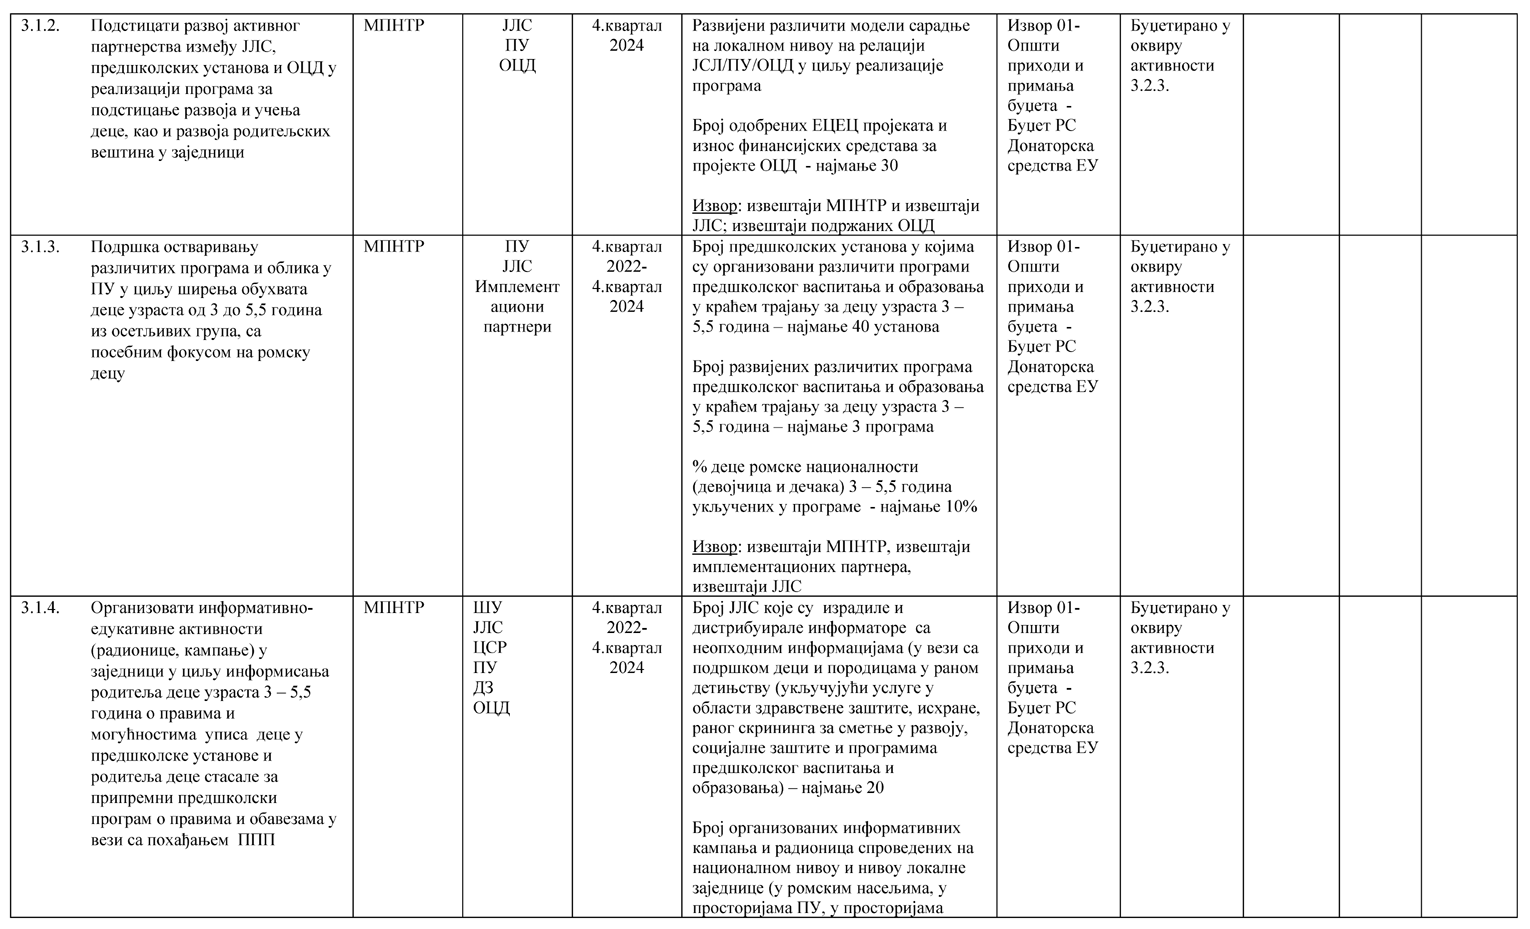 3.1.2.
Подстицати развој активног
партнерства између ЈЛС,
предшколских установа и ОЦД у
реализацији програма за
подстицање развоја и учења
деце, као и развоја родитељских
вештина у заједници
МПНТР
ЈЛС
ПУ
ОЦД
4.квартал
2024
Развијени различити модели сарадње
на локалном нивоу на релацији
ЈСЛ/ПУ/ОЦД у циљу реализације
програма
Број одобрених ЕЦЕЦ пројеката и
износ финансијских средстава за
пројекте ОЦД - најмање 30
Извор: извештаји МПНТР и извештаји
ЈЛС; извештаји подржаних ОЦД
Извор 01-
Општи
приходи и
примања
буџета -
Буџет РС
Донаторска
средства ЕУ
Буџетирано у
оквиру
активности
3.2.3.
3.1.3.
Подршка остваривању
различитих програма и облика у
ПУ у циљу ширења обухвата
деце узраста од 3 до 5,5 година
из осетљивих група, са
посебним фокусом на ромску
децу
МПНТР
ПУ
ЈЛС
Имплемент
ациони
партнери
4.квартал
2022-
4.квартал
2024
Број предшколских установа у којима
су организовани различити програми
предшколског васпитања и образовања
у краћем трајању за децу узраста 3 –
5,5 година – најмање 40 установа
Број развијених различитих програма
предшколског васпитања и образовања
у краћем трајању за децу узраста 3 –
5,5 година – најмање 3 програма
% деце ромске националности
(девојчица и дечака) 3 – 5,5 година
укључених у програме - најмање 10%
Извор: извештаји МПНТР, извештаји
имплементационих партнера,
извештаји ЈЛС
Извор 01-
Општи
приходи и
примања
буџета -
Буџет РС
Донаторска
средства ЕУ
Буџетирано у
оквиру
активности
3.2.3.
3.1.4.
Организовати информативно-
едукативне активности
(радионице, кампање) у
заједници у циљу информисања
родитеља деце узраста 3 – 5,5
година о правима и
могућностима уписа деце у
предшколске установе и
родитеља деце стасале за
припремни предшколски
програм о правима и обавезама у
вези са похађањем ППП
МПНТР
ШУ
ЈЛС
ЦСР
ПУ
ДЗ
ОЦД
4.квартал
2022-
4.квартал
2024
Број ЈЛС које су израдиле и
дистрибуирале информаторе са
неопходним информацијама (у вези са
подршком деци и породицама у раном
детињству (укључујући услуге у
области здравствене заштите, исхране,
раног скрининга за сметње у развоју,
социјалне заштите и програмима
предшколског васпитања и
образовања) – најмање 20
Број организованих информативних
кампања и радионица спроведених на
националном нивоу и нивоу локалне
заједнице (у ромским насељима, у
просторијама ПУ, у просторијама
Извор 01-
Општи
приходи и
примања
буџета -
Буџет РС
Донаторска
средства ЕУ
Буџетирано у
оквиру
активности
3.2.3.